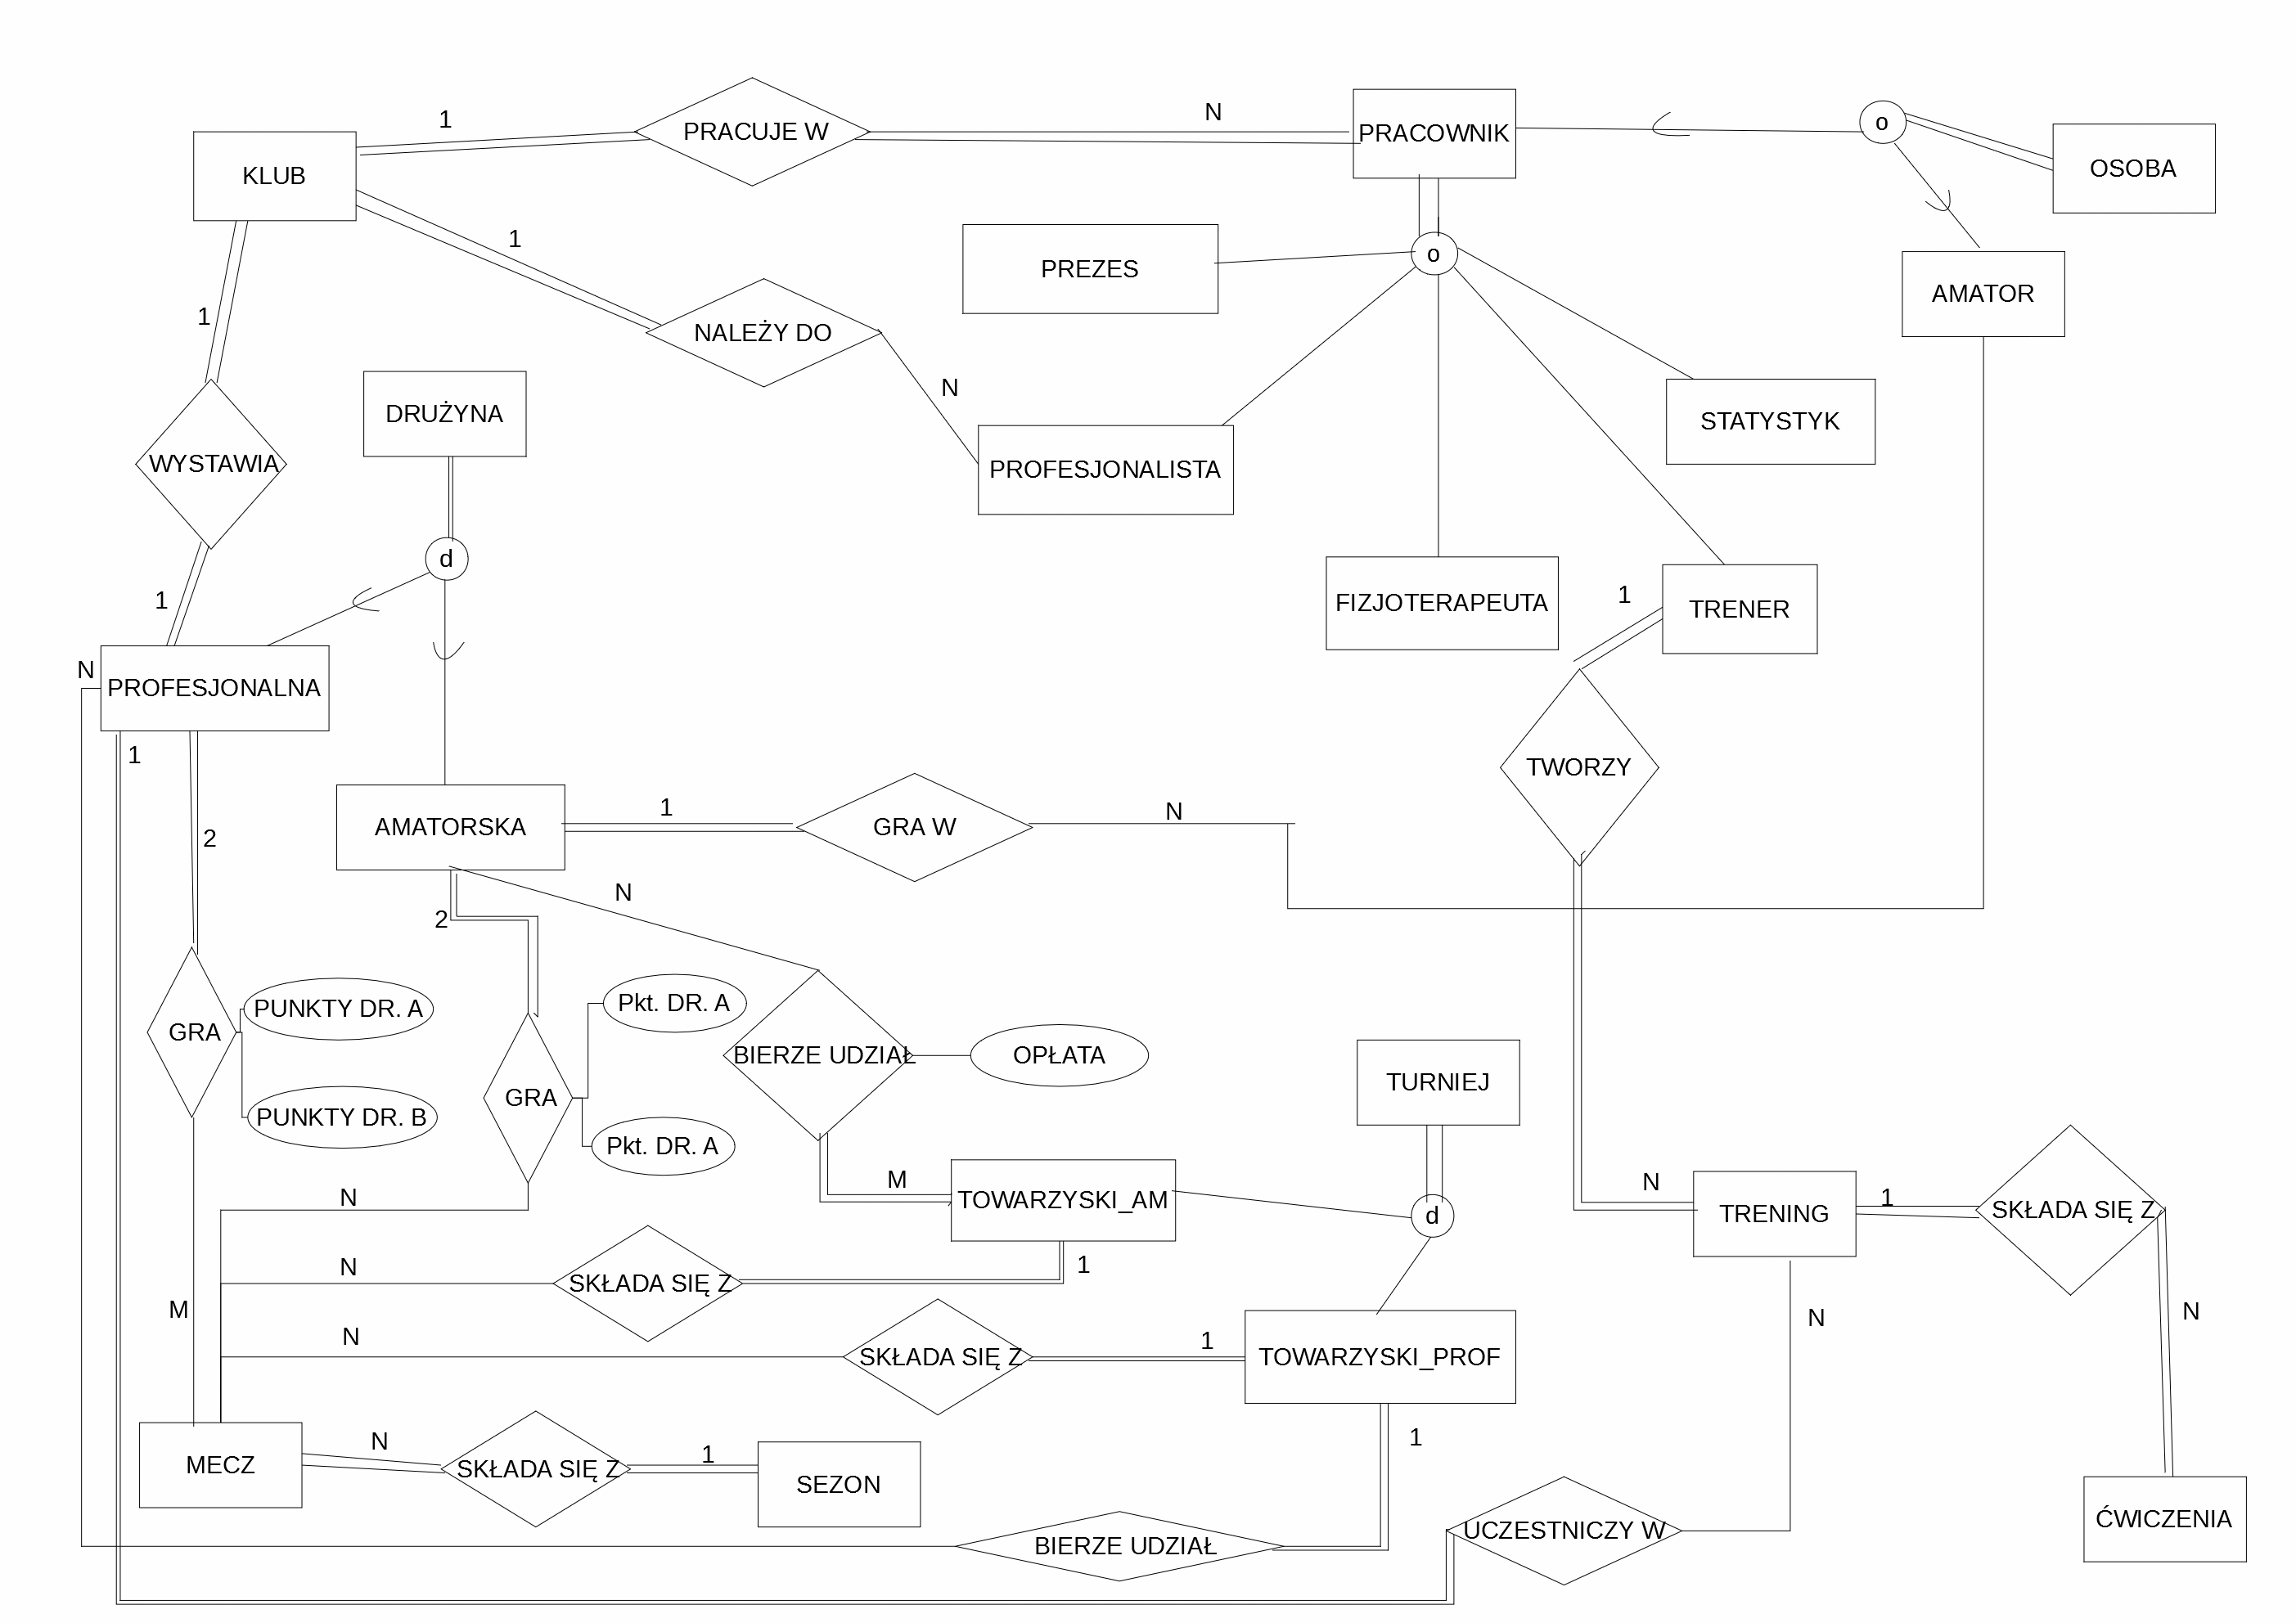 1
PRACUJE W
N
PRACOWNIK
o
OSOBA
KLUB
1
PREZES
o
AMATOR
1
NALEŻY DO
N
DRUŻYNA
STATYSTYK
WYSTAWIA
PROFESJONALISTA
d
1
FIZJOTERAPEUTA
1
TRENER
N
PROFESJONALNA
1
TWORZY
2
AMATORSKA
1
GRA W
N
N
2
PUNKTY DR. A
Pkt. DR. A
GRA
BIERZE UDZIAŁ
OPŁATA
TURNIEJ
GRA
PUNKTY DR. B
Pkt. DR. A
N
M
TOWARZYSKI_AM
d
N
TRENING
1
SKŁADA SIĘ Z
N
SKŁADA SIĘ Z
1
M
N
SKŁADA SIĘ Z
1
TOWARZYSKI_PROF
N
N
MECZ
N
SKŁADA SIĘ Z
1
SEZON
1
BIERZE UDZIAŁ
UCZESTNICZY W
ĆWICZENIA